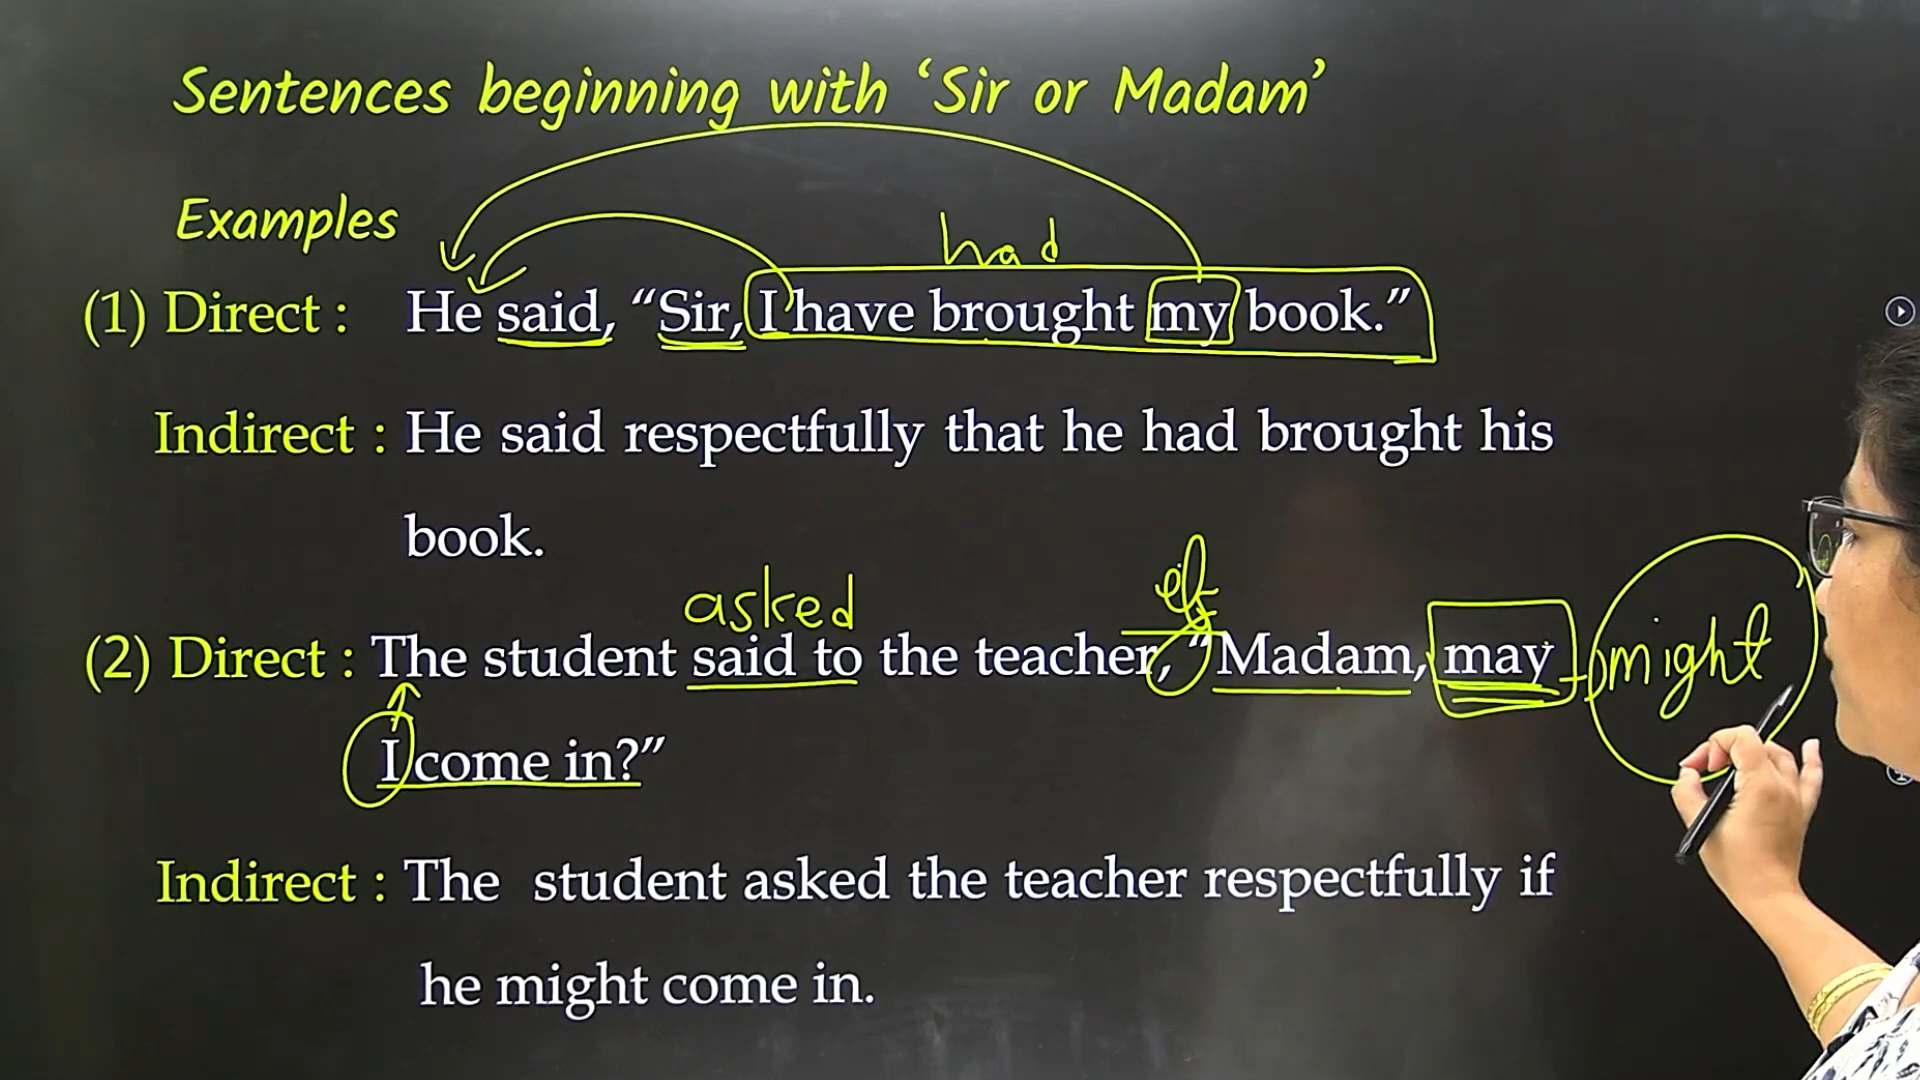 Sentences beginning with ‘Sir or Madam’
Examples
had
(1) Direct : He said, “Sir, I have brought my book.”
Indirect : He said respectfully that he had brought his
book.
asked if
(2) Direct : The student said to the teacher, “Madam, may might
I come in?”
Indirect : The student asked the teacher respectfully if
he might come in.